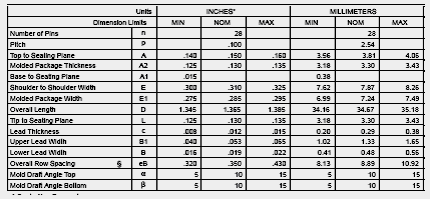 Units INCHES* MILLIMETERS
Dimension Limits MIN NOM MAX MIN NOM MAX
Number of Pins n 28 28
Pitch P .100 2.54
Top to Seating Plane A .140 .150 .160 3.56 3.81 4.06
Molded Package Thickness A2 .125 .130 .135 3.18 3.30 3.43
Base to Seating Plane A1 .015 0.38
Shoulder to Shoulder Width E .300 .310 .325 7.62 7.87 8.26
Molded Package Width E1 .275 .285 .295 6.99 7.24 7.49
Overall Length D 1.345 1.365 1.385 34.16 34.67 35.18
Tip to Seating Plane L .125 .130 .135 3.18 3.30 3.43
Lead Thickness c .008 .012 .015 0.20 0.29 0.38
Upper Lead Width B1 .040 .053 .065 1.02 1.33 1.65
Lower Lead Width B .016 .019 .022 0.41 0.48 0.56
Overall Row Spacing § eB .320 .350 .430 8.13 8.89 10.92
Mold Draft Angle Top α 5 10 15 5 10 15
Mold Draft Angle Bottom β 5 10 15 5 10 15